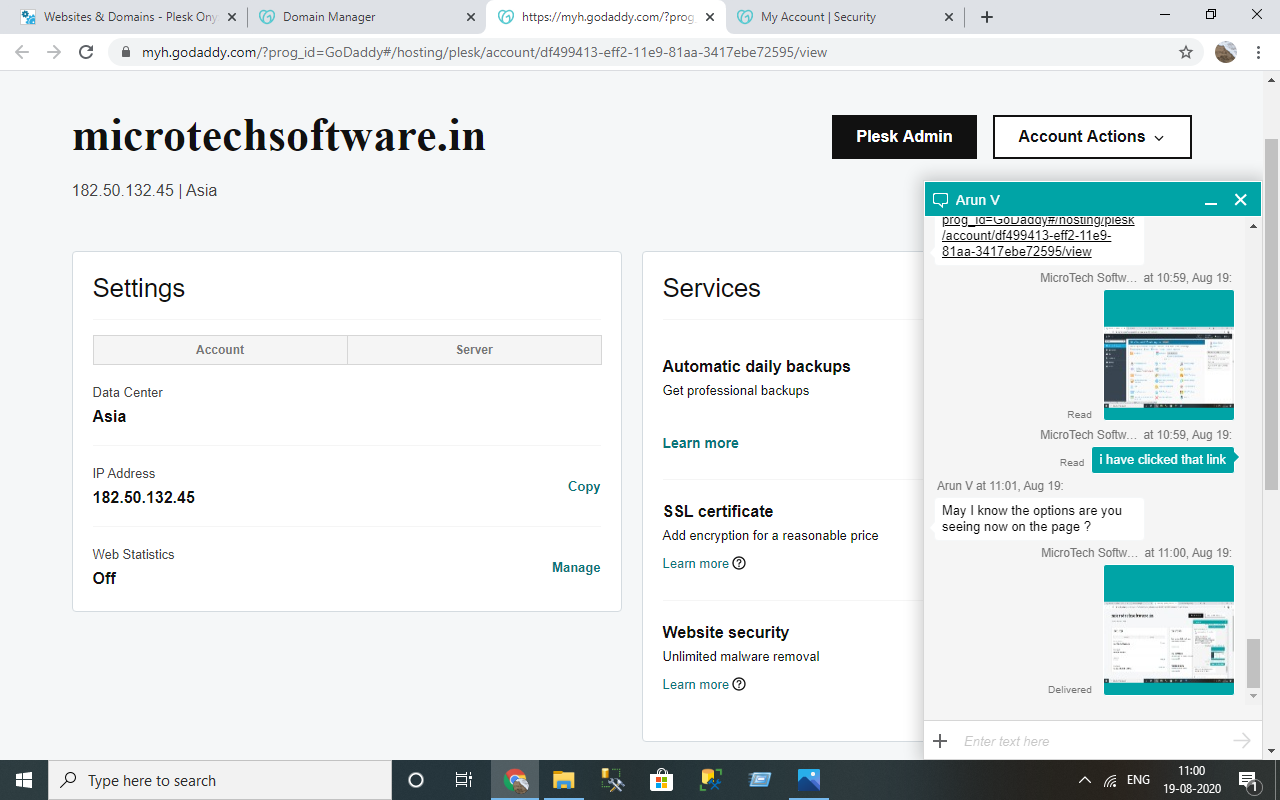 Websites & Domains - Plesk Ony
Domain Manager
https://myh.godaddy.com/?prog
My Account | Security
myh.godaddy.com/?prog_id=GoDaddy#/hosting/plesk/account/df499413-eff2-11e9-81aa-3417ebe72595/view
microtechsoftware.in
Plesk Admin
Account Actions
182.50.132.45 | Asia
Settings
Account
Server
Data Center
Asia
IP Address
182.50.132.45
Copy
Web Statistics
Off
Manage
Services
Automatic daily backups
Get professional backups
Learn more
SSL certificate
Add encryption for a reasonable price
Learn more ?
Website security
Unlimited malware removal
Learn more ?
Arun V
prog_id=GoDaddy#/hosting/plesk
/account/df499413-eff2-11e9-
81aa-3417ebe72595/view
MicroTech Softw... at 10:59, Aug 19:
Read
MicroTech Softw... at 10:59, Aug 19:
Read
i have clicked that link
Arun V at 11:01, Aug 19:
May I know the options are you
seeing now on the page ?
MicroTech Softw... at 11:00, Aug 19:
microtechsoftware.in
Delivered
Enter text here
Type here to search
ENG
11:00
19-08-2020
1